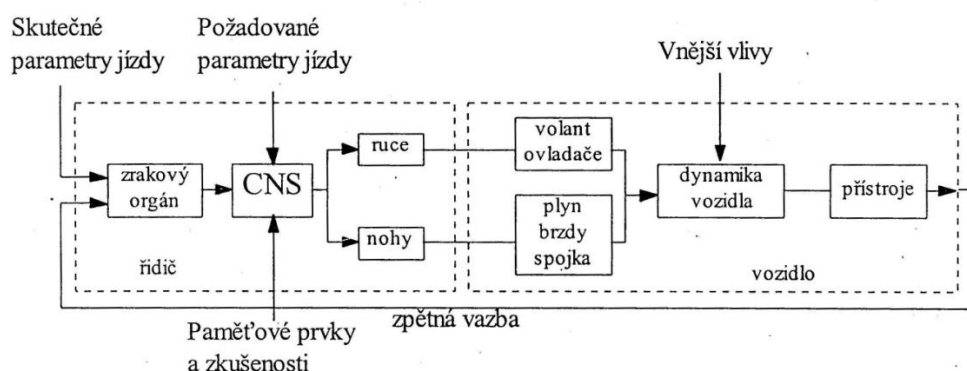 Skutečné
parametry jízdy
Požadované
parametry jízdy
Vnější vlivy
zrakový
orgán
CNS
ruce
nohy
řidič
volant
ovladače
plyn
brzdy
spojka
dynamika
vozidla
přístroje
vozidlo
zpětná vazba
Paměťové prvky
a zkušenosti